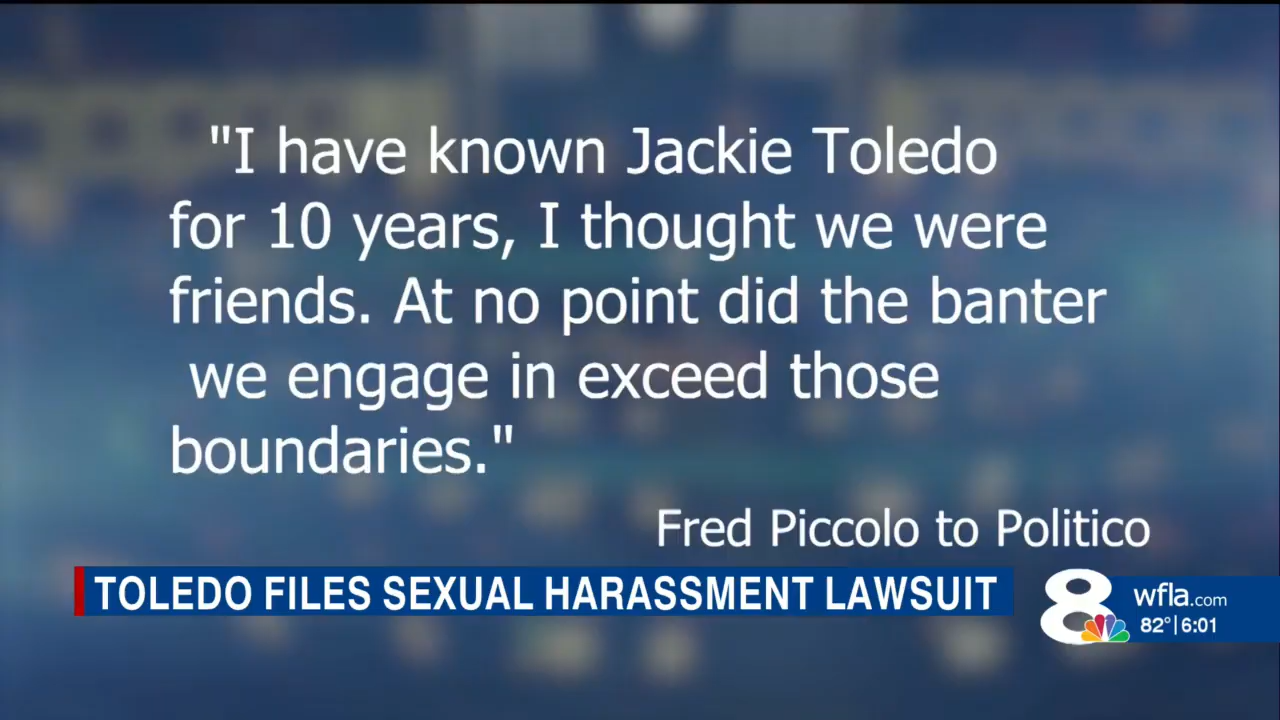 "I have known Jackie Toledo
for 10 years, I thought we were
friends. At no point did the banter
we engage in exceed those
boundaries."
Fred Piccolo to Politico
TOLEDO FILES SEXUAL HARASSMENT LAWSUIT
8
wfla.com
82°|6:01